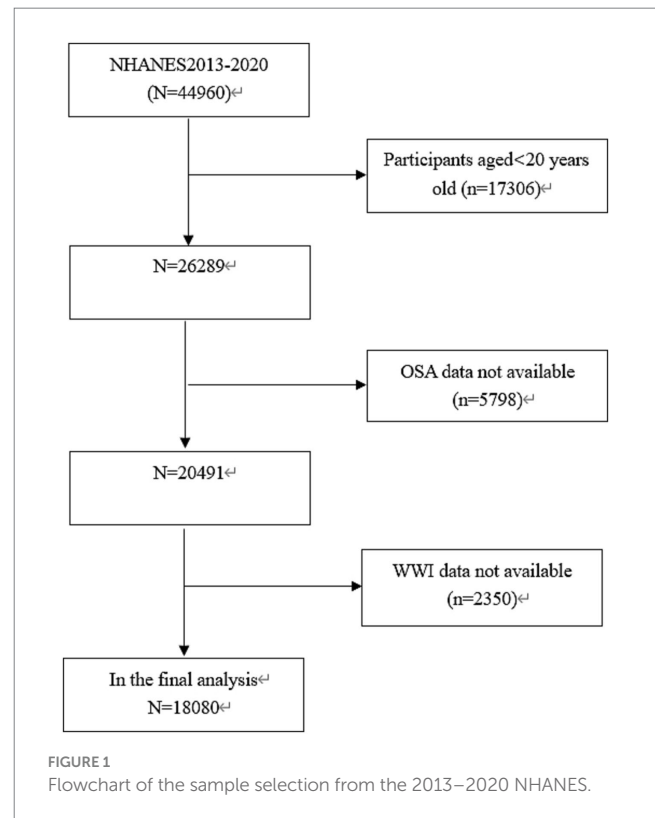 NHANES2013-2020
(N=44960)↵
Participants aged<20 years
old (n=17306)↵
N=26289↵
OSA data not available
(n=5798)↵
N=20491↵
WWI data not available
(n=2350)↵
In the final analysis↵
N=18080↵
FIGURE 1
Flowchart of the sample selection from the 2013–2020 NHANES.